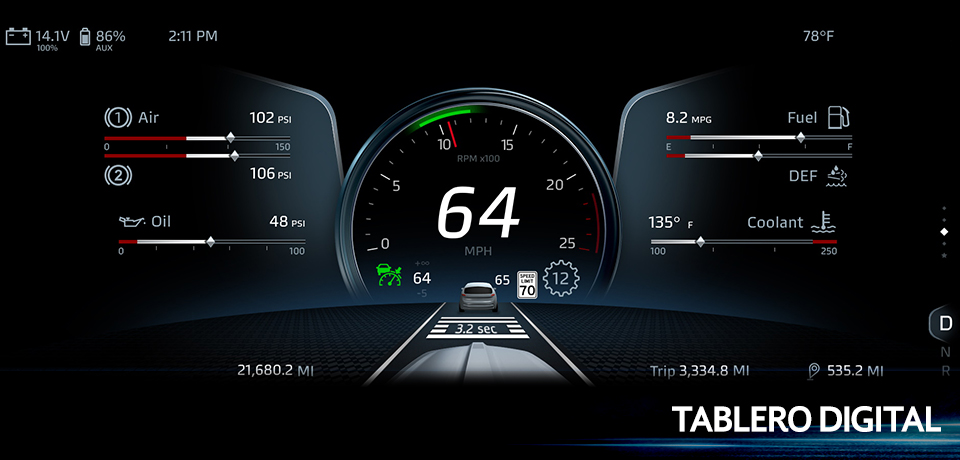 14.1V 86% 2:11 PM 78°F
100% AUX
1 Air 102 PSI
0 150
2 106 PSI
Oil 48 PSI
0 100
0 5 10 15 20 25
RPM x100
64
MPH
+∞
64
-5
65
SPEED LIMIT 70
12
3.2 sec
8.2 MPG Fuel
E F
DEF
135° F Coolant
100 250
D
N
R
21,680.2 MI Trip 3,334.8 MI 535.2 MI
TABLERO DIGITAL